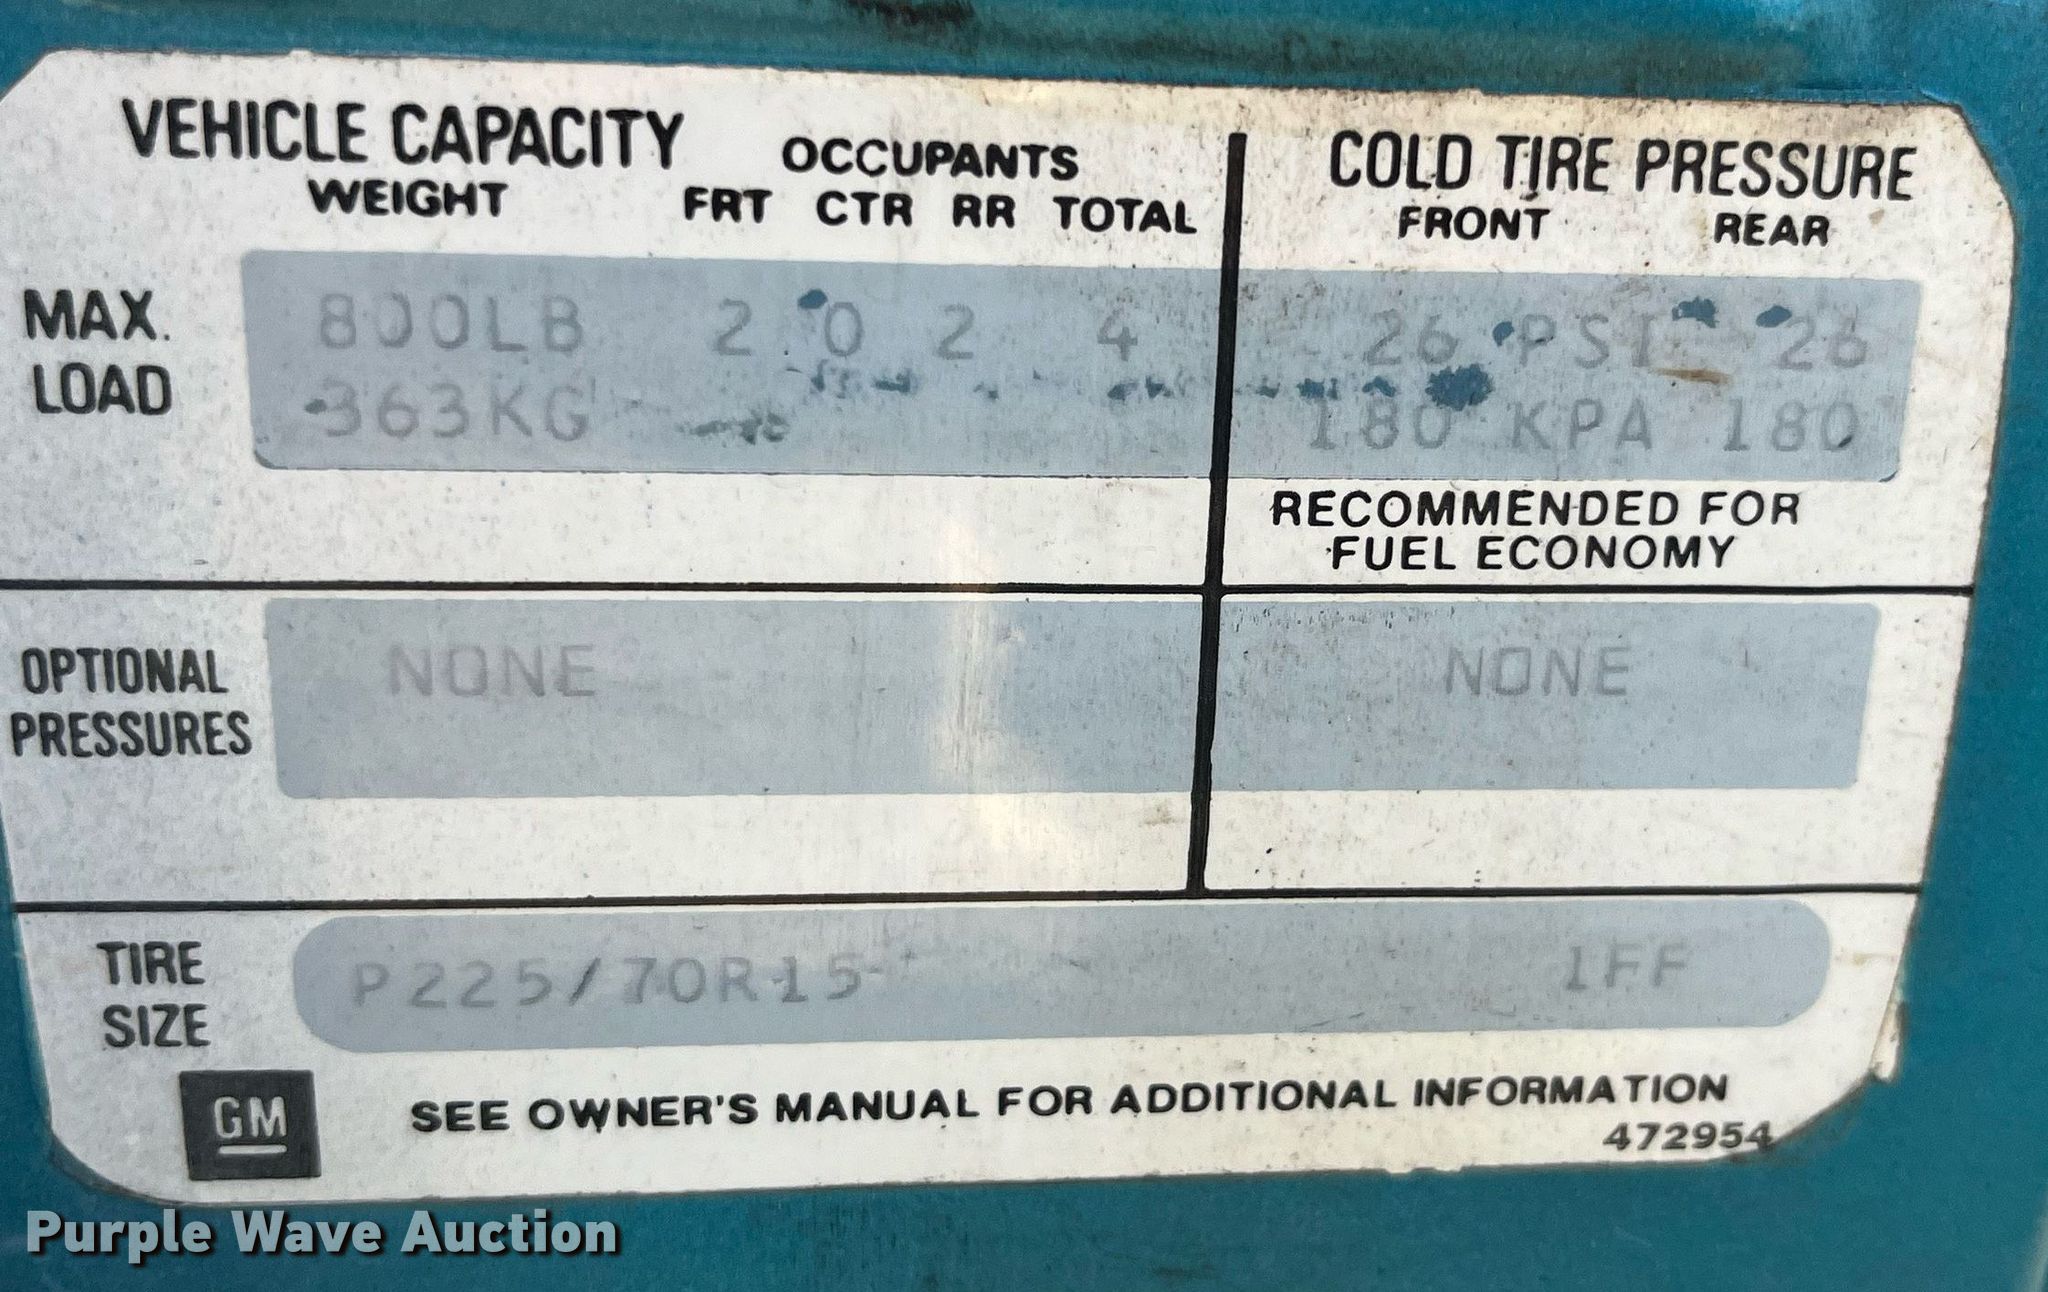 VEHICLE CAPACITY OCCUPANTS COLD TIRE PRESSURE
WEIGHT FRT CTR RR TOTAL FRONT REAR
MAX. LOAD
800LB 2 0 2 4 26 PSI 26
363KG 180 KPA 180
RECOMMENDED FOR
FUEL ECONOMY
OPTIONAL PRESSURES
NONE NONE
TIRE SIZE
P225/70R15 1FF
GM
SEE OWNER'S MANUAL FOR ADDITIONAL INFORMATION
472954
Purple Wave Auction